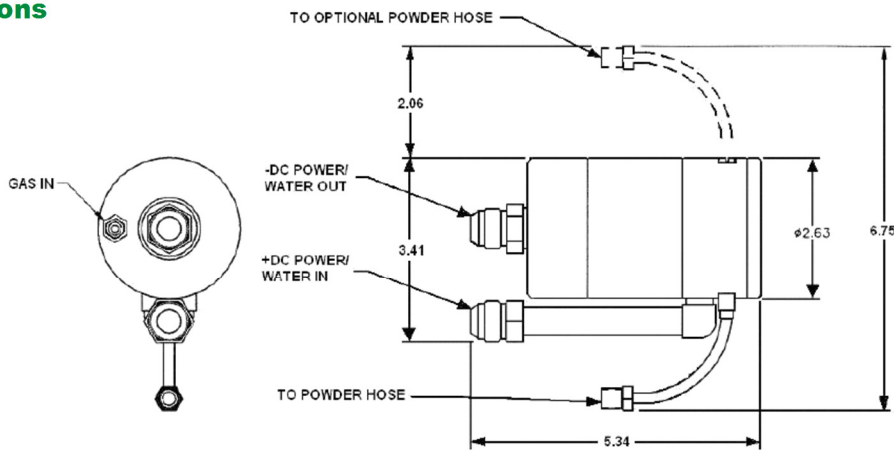 ons
TO OPTIONAL POWDER HOSE
2.06
-DC POWER/
WATER OUT
GAS IN
3.41
ø2.63
6.75
+DC POWER/
WATER IN
TO POWDER HOSE
5.34